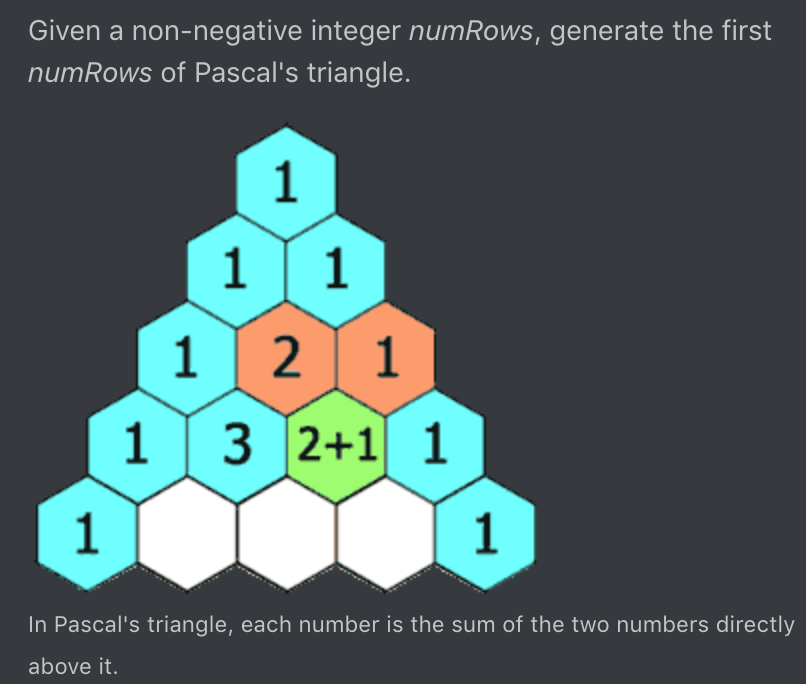 Given a non-negative integer numRows, generate the first
numRows of Pascal's triangle.
1
1 1
1 2 1
1 3 2+1 1
1 1
In Pascal's triangle, each number is the sum of the two numbers directly
above it.